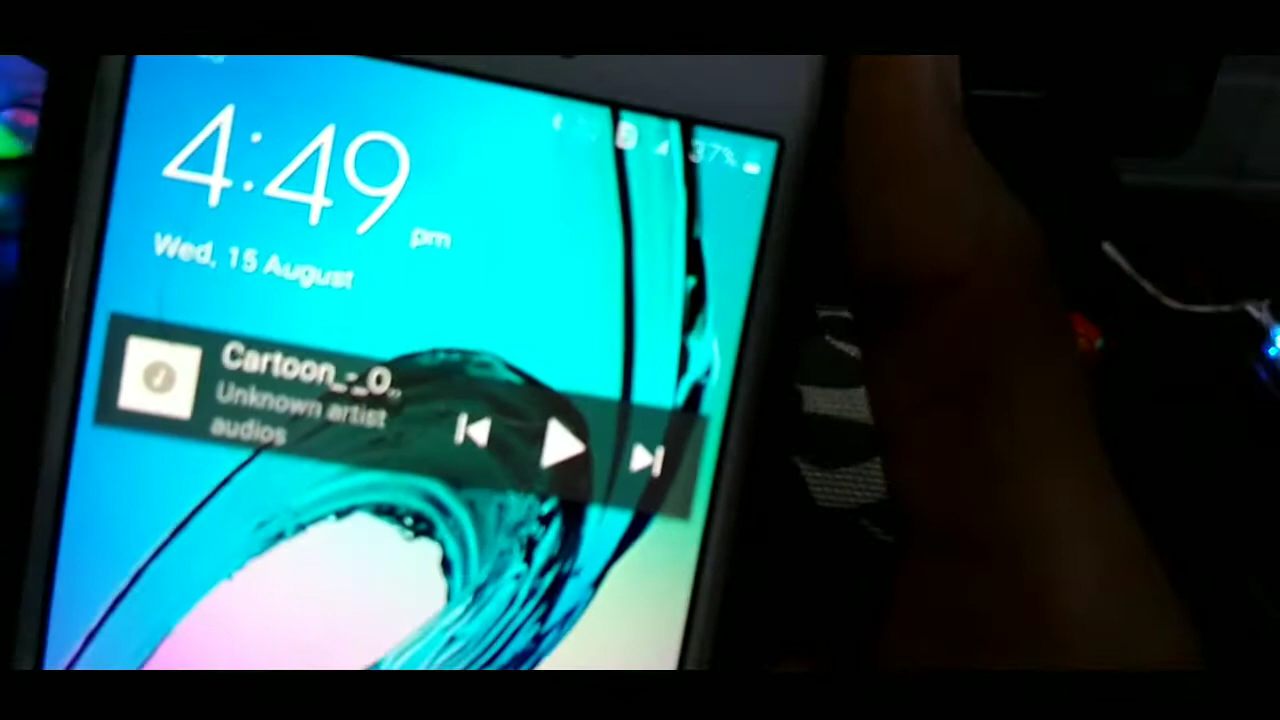 37%
4:49 pm
Wed, 15 August
Cartoon_-_O..
Unknown artist
audios